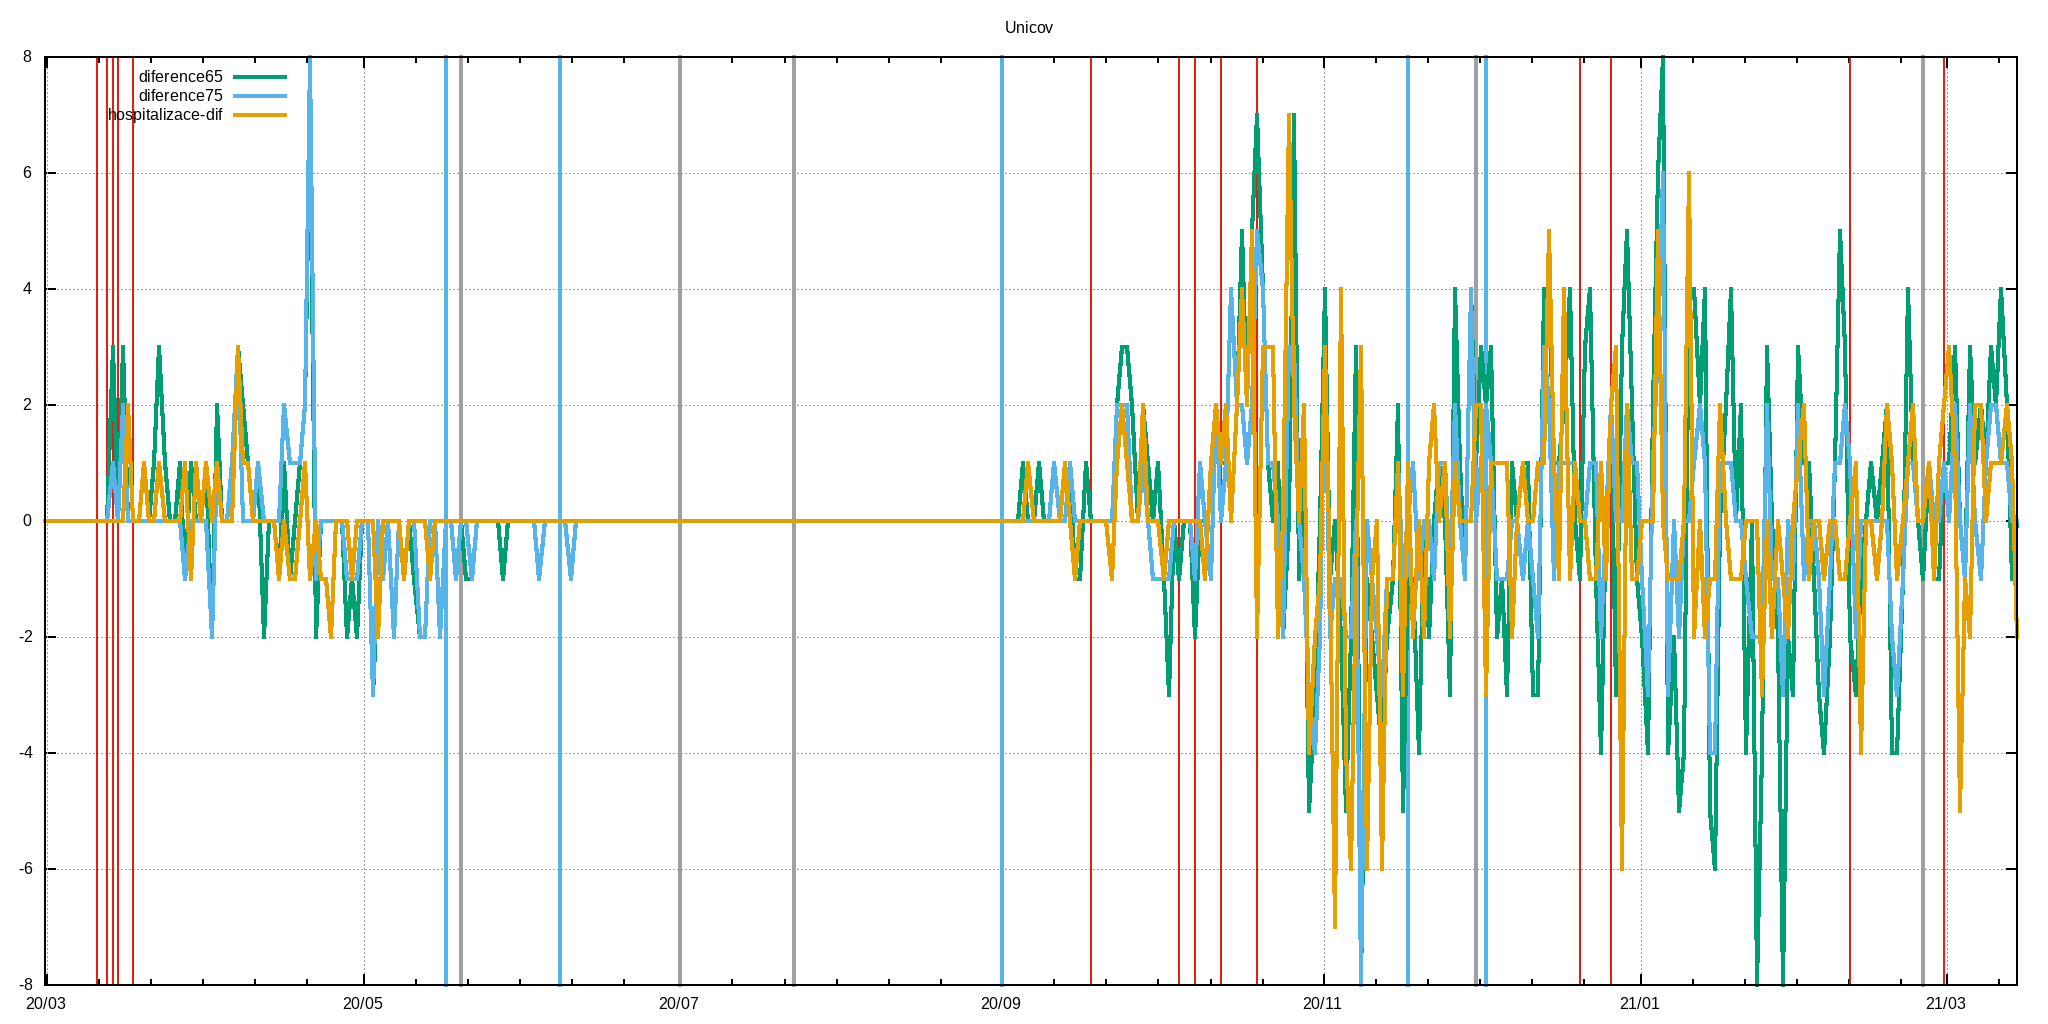 Unicov
8
diference65
diference75
hospitalizace-dif
6
4
2
0
-2
-4
-6
-8
20/03 20/05 20/07 20/09 20/11 21/01 21/03